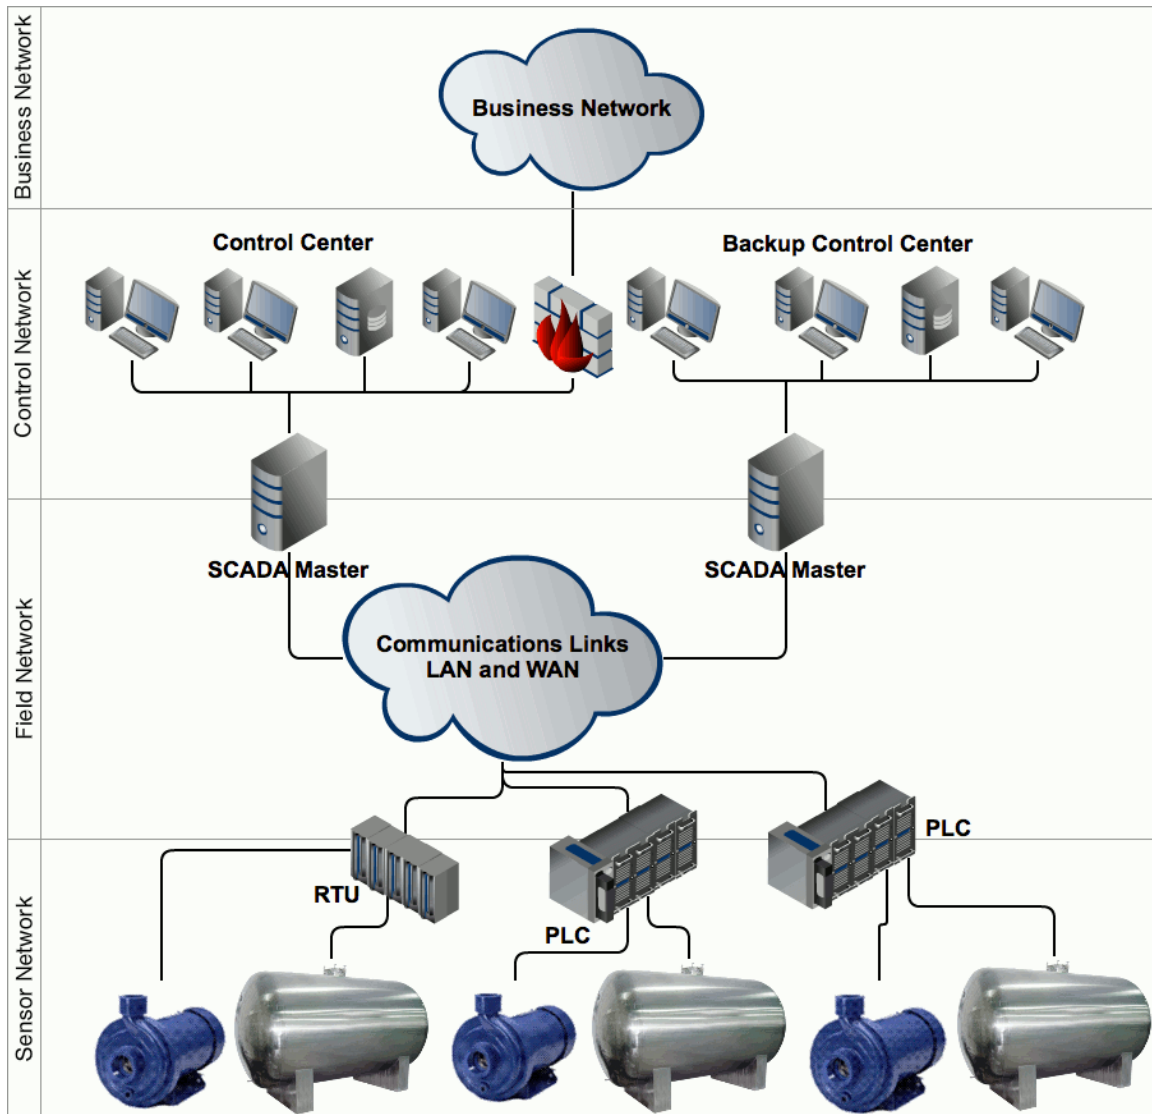 Business Network
Business Network
Control Network
Control Center
Backup Control Center
SCADA Master
SCADA Master
Field Network
Communications Links
LAN and WAN
PLC
Sensor Network
RTU
PLC